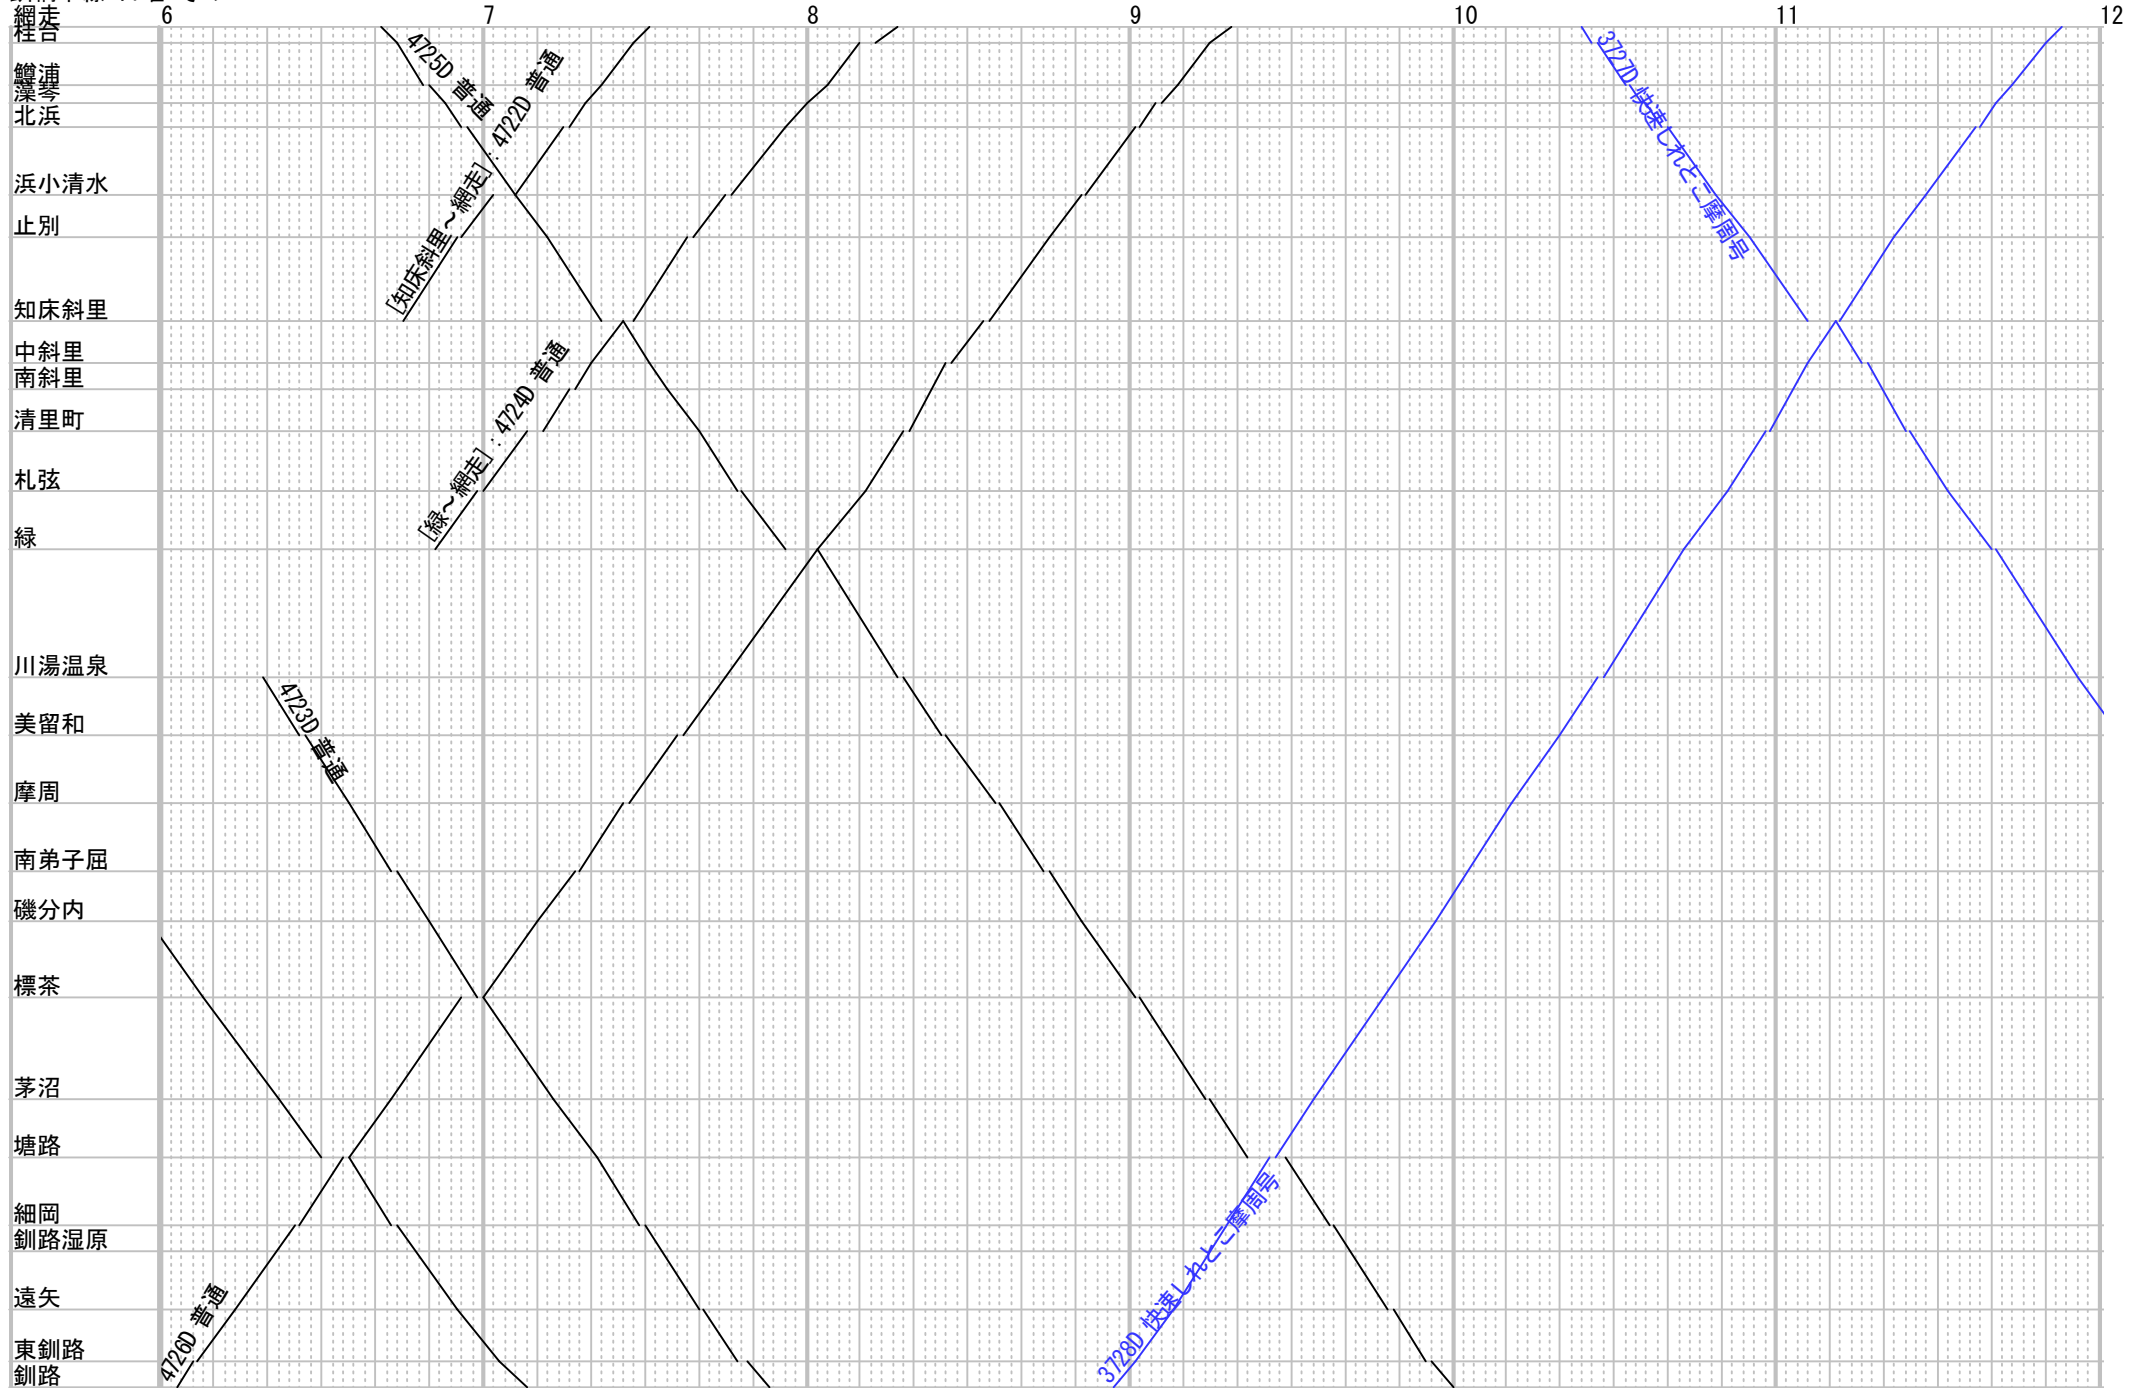 6 7 8 9 10 11 12
網走
桂台
鱒浦
藻琴
北浜
浜小清水
止別
知床斜里
中斜里
南斜里
清里町
札弦
緑
川湯温泉
美留和
摩周
南弟子屈
磯分内
標茶
茅沼
塘路
細岡
釧路湿原
遠矢
東釧路
釧路
4725D 普通
[知床斜里～網走]：4722D 普通
[緑～網走]：4724D 普通
4723D 普通
4726D 普通
3727D 快速しれとこ摩周号
3728D 快速しれとこ摩周号